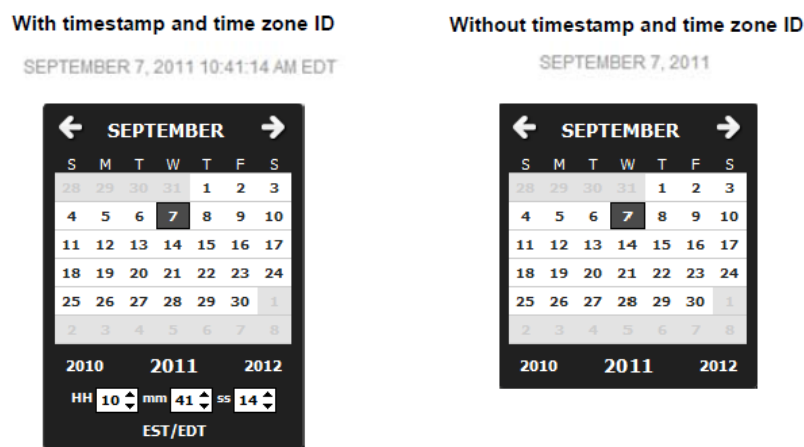 With timestamp and time zone ID
SEPTEMBER 7, 2011 10:41:14 AM EDT
SEPTEMBER
S M T W T F S
28 29 30 31 1 2 3
4 5 6 7 8 9 10
11 12 13 14 15 16 17
18 19 20 21 22 23 24
25 26 27 28 29 30 1
2 3 4 5 6 7 8
2010 2011 2012
HH 10 mm 41 ss 14
EST/EDT
Without timestamp and time zone ID
SEPTEMBER 7, 2011
SEPTEMBER
S M T W T F S
28 29 30 31 1 2 3
4 5 6 7 8 9 10
11 12 13 14 15 16 17
18 19 20 21 22 23 24
25 26 27 28 29 30 1
2 3 4 5 6 7 8
2010 2011 2012